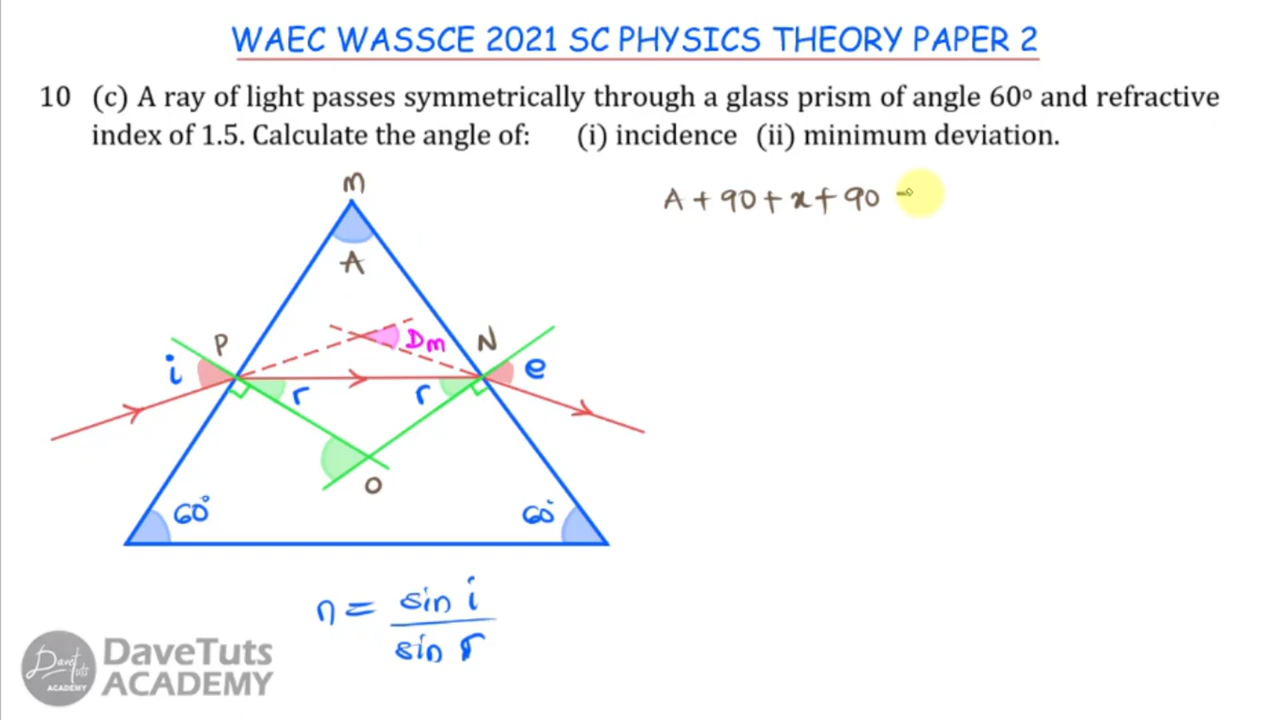 WAEC WASSCE 2021 SC PHYSICS THEORY PAPER 2
10 (c) A ray of light passes symmetrically through a glass prism of angle 60° and refractive
index of 1.5. Calculate the angle of: (i) incidence (ii) minimum deviation.
M
A + 90 + x + 90 =
A
P
Dm
N
i
e
r
r
O
60°
60°
n = sin i
sin r
DaveTuts
ACADEMY
DaveTuts
ACADEMY